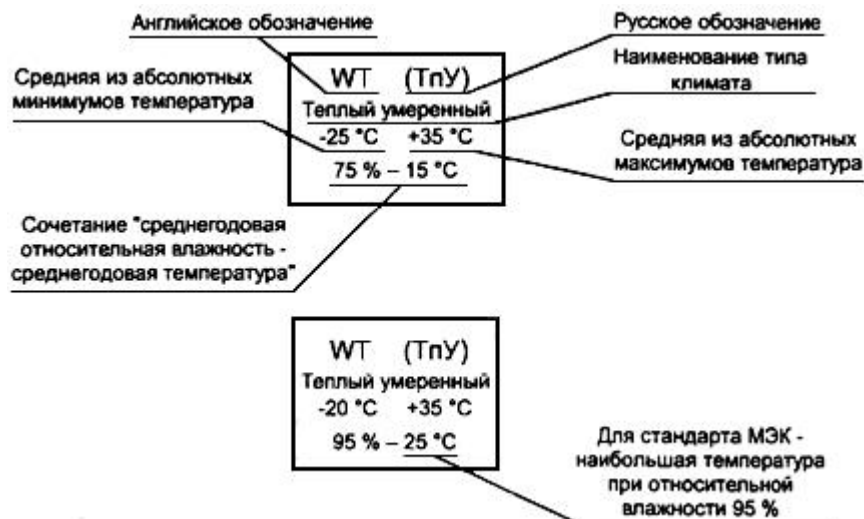 Английское обозначение
Русское обозначение
Средняя из абсолютных
минимумов температура
WT (ТпУ)
Теплый умеренный
-25 °C +35 °C
75 % – 15 °C
Наименование типа
климата
Средняя из абсолютных
максимумов температура
Сочетание "среднегодовая
относительная влажность -
среднегодовая температура"
WT (ТпУ)
Теплый умеренный
-20 °C +35 °C
95 % – 25 °C
Для стандарта МЭК -
наибольшая температура
при относительной
влажности 95 %